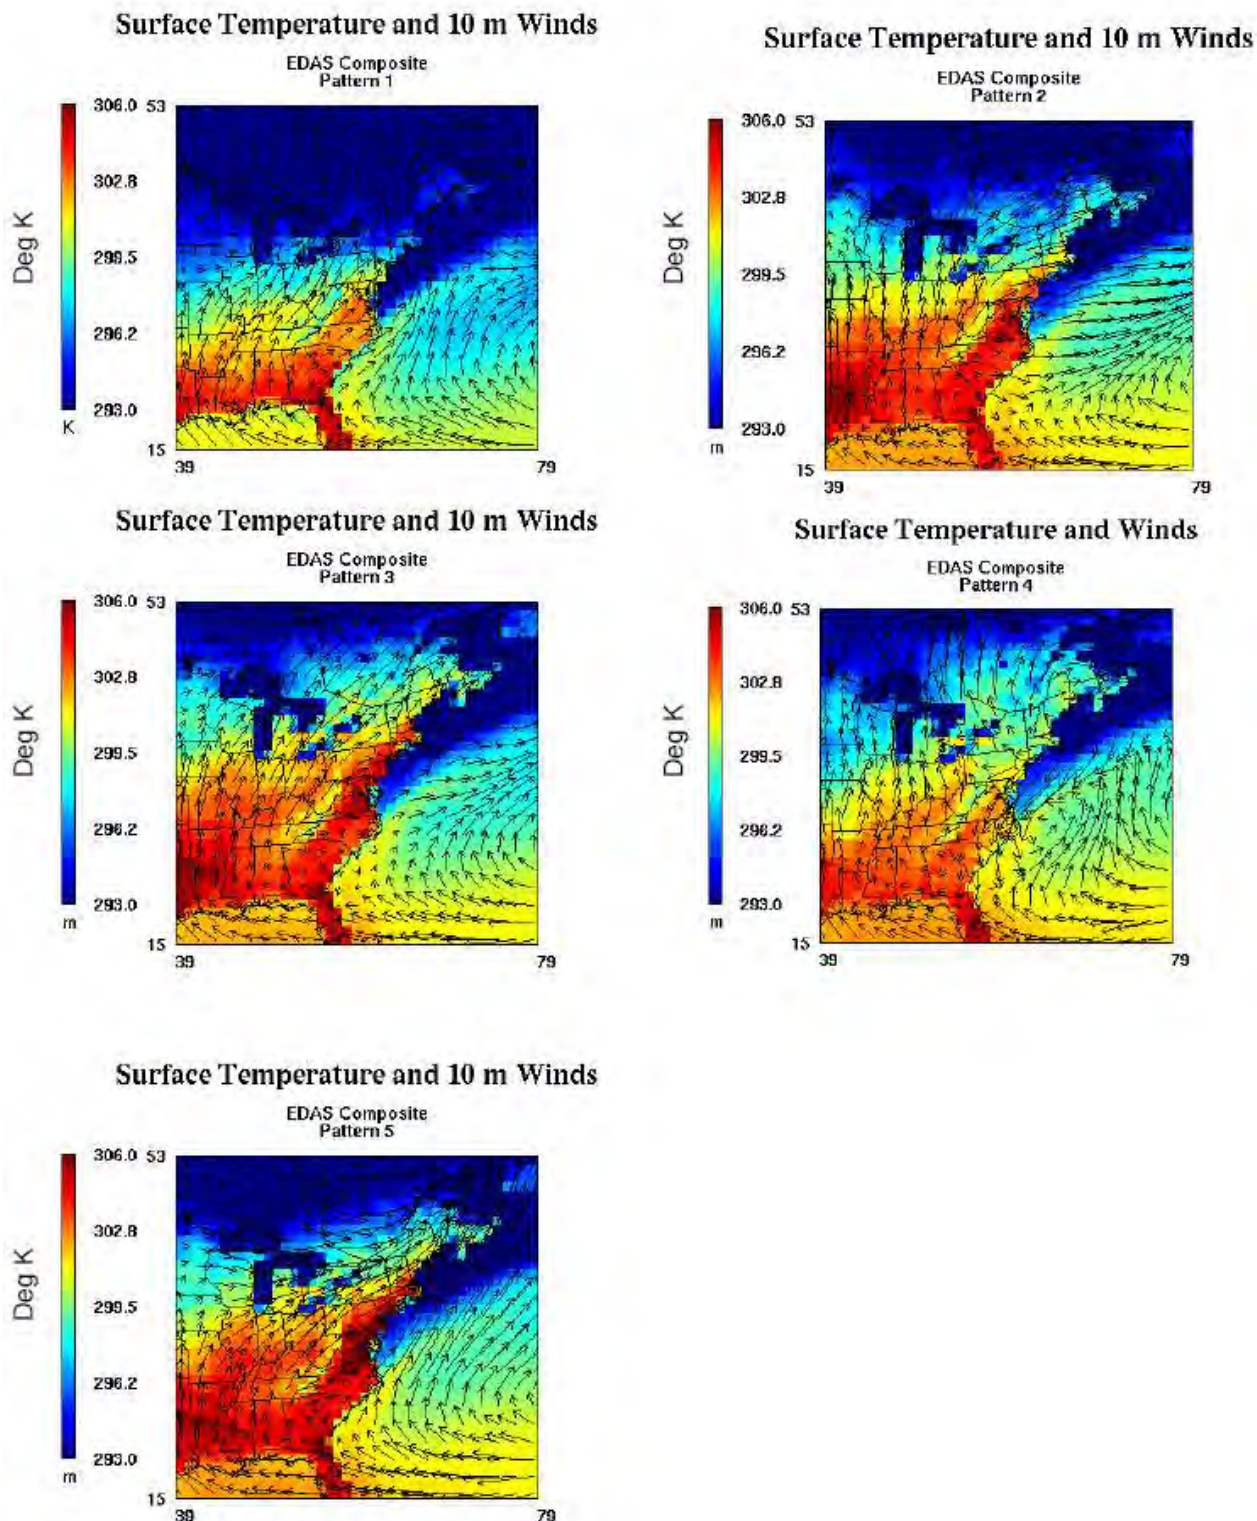 Surface Temperature and 10 m Winds
EDAS Composite
Pattern 1
306.0
53
302.8
299.5
296.2
293.0
K
Deg K
15
39
79
Surface Temperature and 10 m Winds
EDAS Composite
Pattern 2
306.0
53
302.8
299.5
296.2
293.0
m
Deg K
15
39
79
Surface Temperature and 10 m Winds
EDAS Composite
Pattern 3
306.0
53
302.8
299.5
296.2
293.0
m
Deg K
15
39
79
Surface Temperature and Winds
EDAS Composite
Pattern 4
306.0
53
302.8
299.5
296.2
293.0
m
Deg K
15
39
79
Surface Temperature and 10 m Winds
EDAS Composite
Pattern 5
306.0
53
302.8
299.5
296.2
293.0
m
Deg K
15
39
79